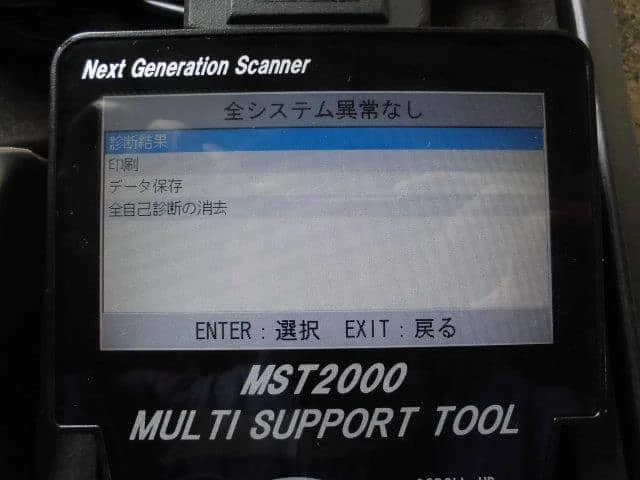 Next Generation Scanner
全システム異常なし
診断結果
印刷
データ保存
全自己診断の消去
ENTER：選択 EXIT：戻る
MST2000
MULTI SUPPORT TOOL